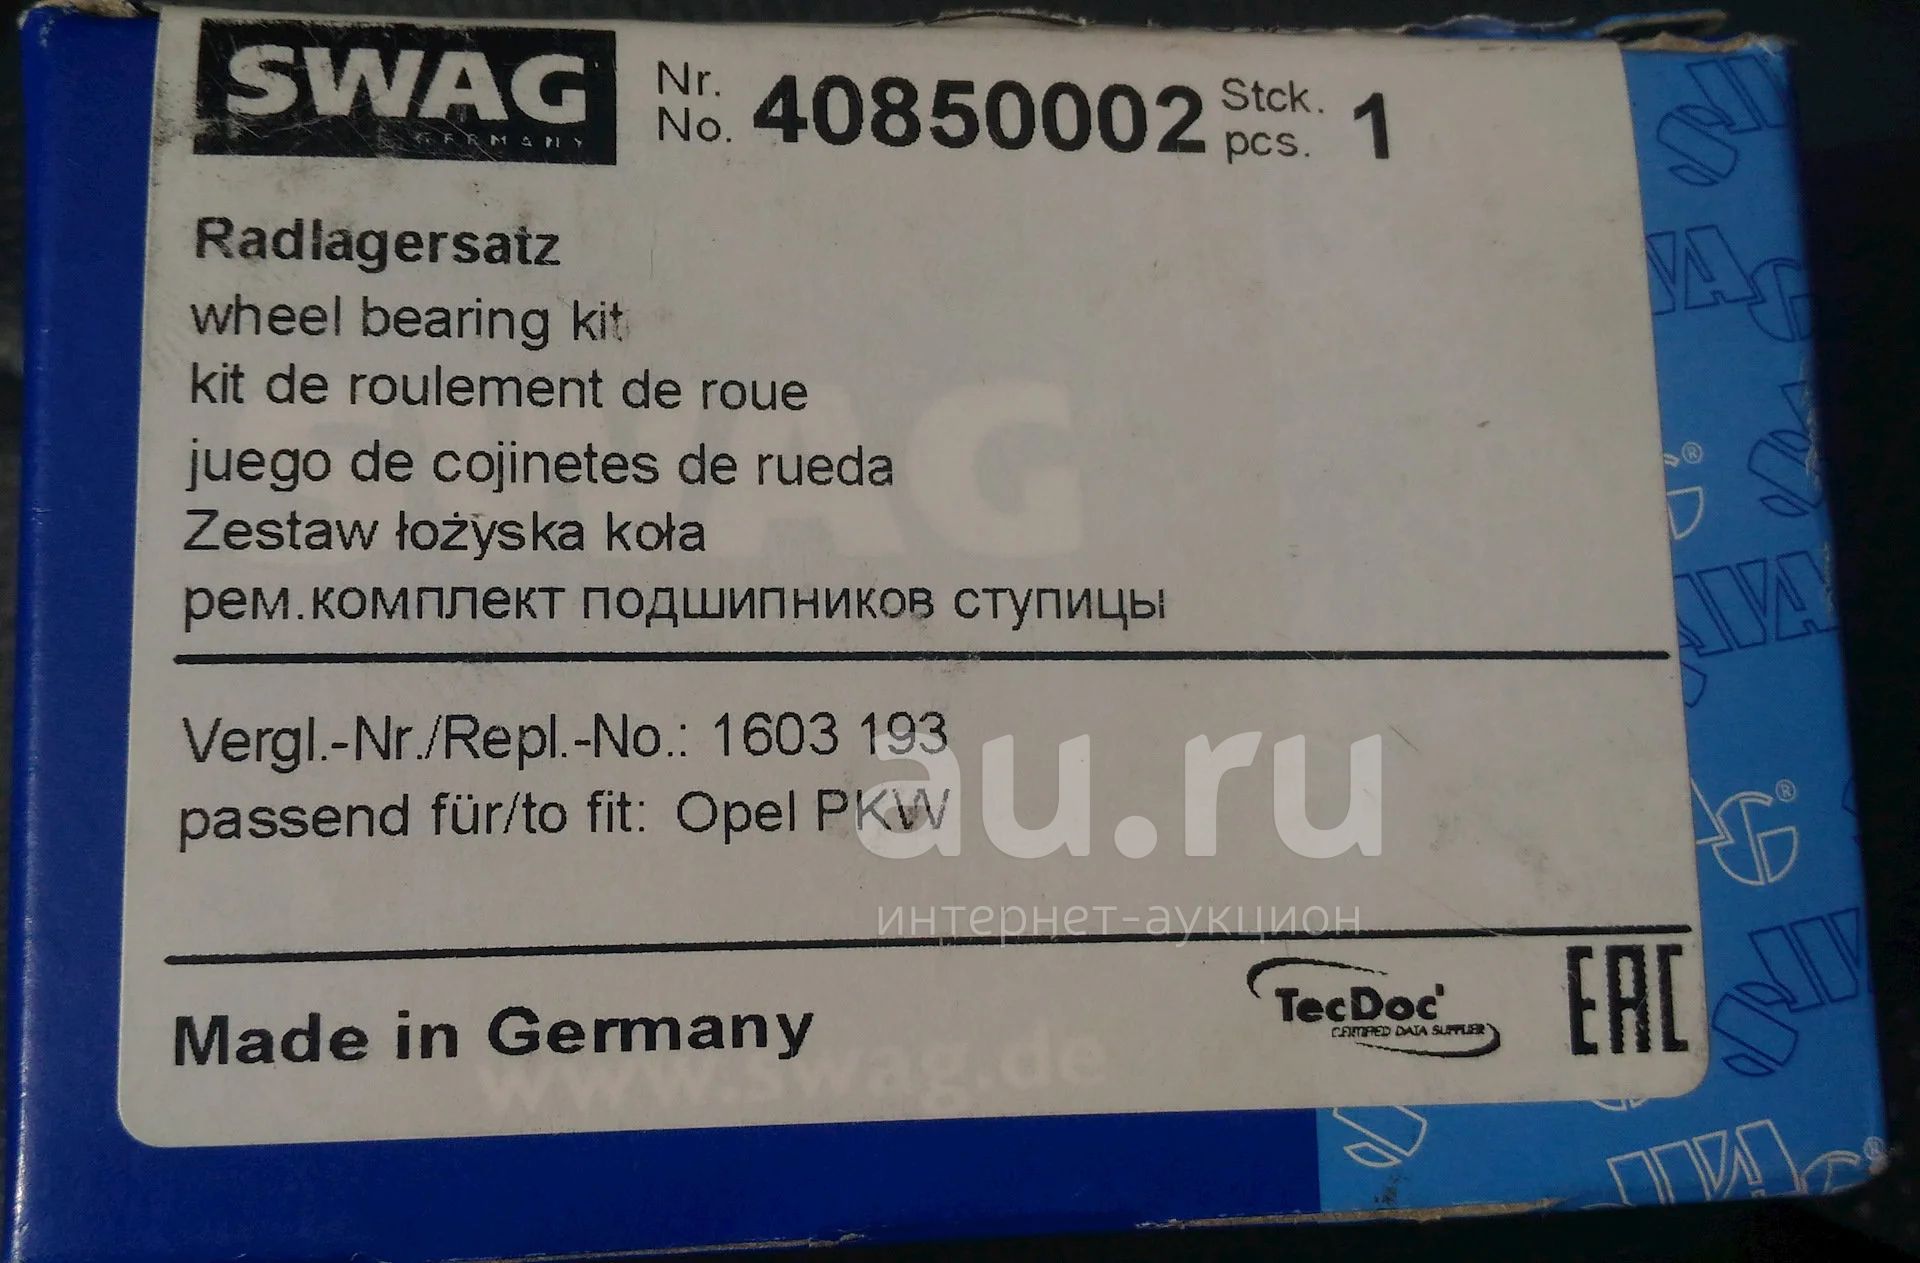 SWAG
GERMANY
Nr.
No. 40850002 Stck.
pcs. 1
Radlagersatz
wheel bearing kit
kit de roulement de roue
juego de cojinetes de rueda
Zestaw łożyska koła
рем.комплект подшипников ступицы
SWAG
Vergl.-Nr./Repl.-No.: 1603 193
passend für/to fit: Opel PKW
au.ru
интернет-аукцион
Made in Germany
www.swag.de
TecDoc
CERTIFIED DATA SUPPLIER
EAC